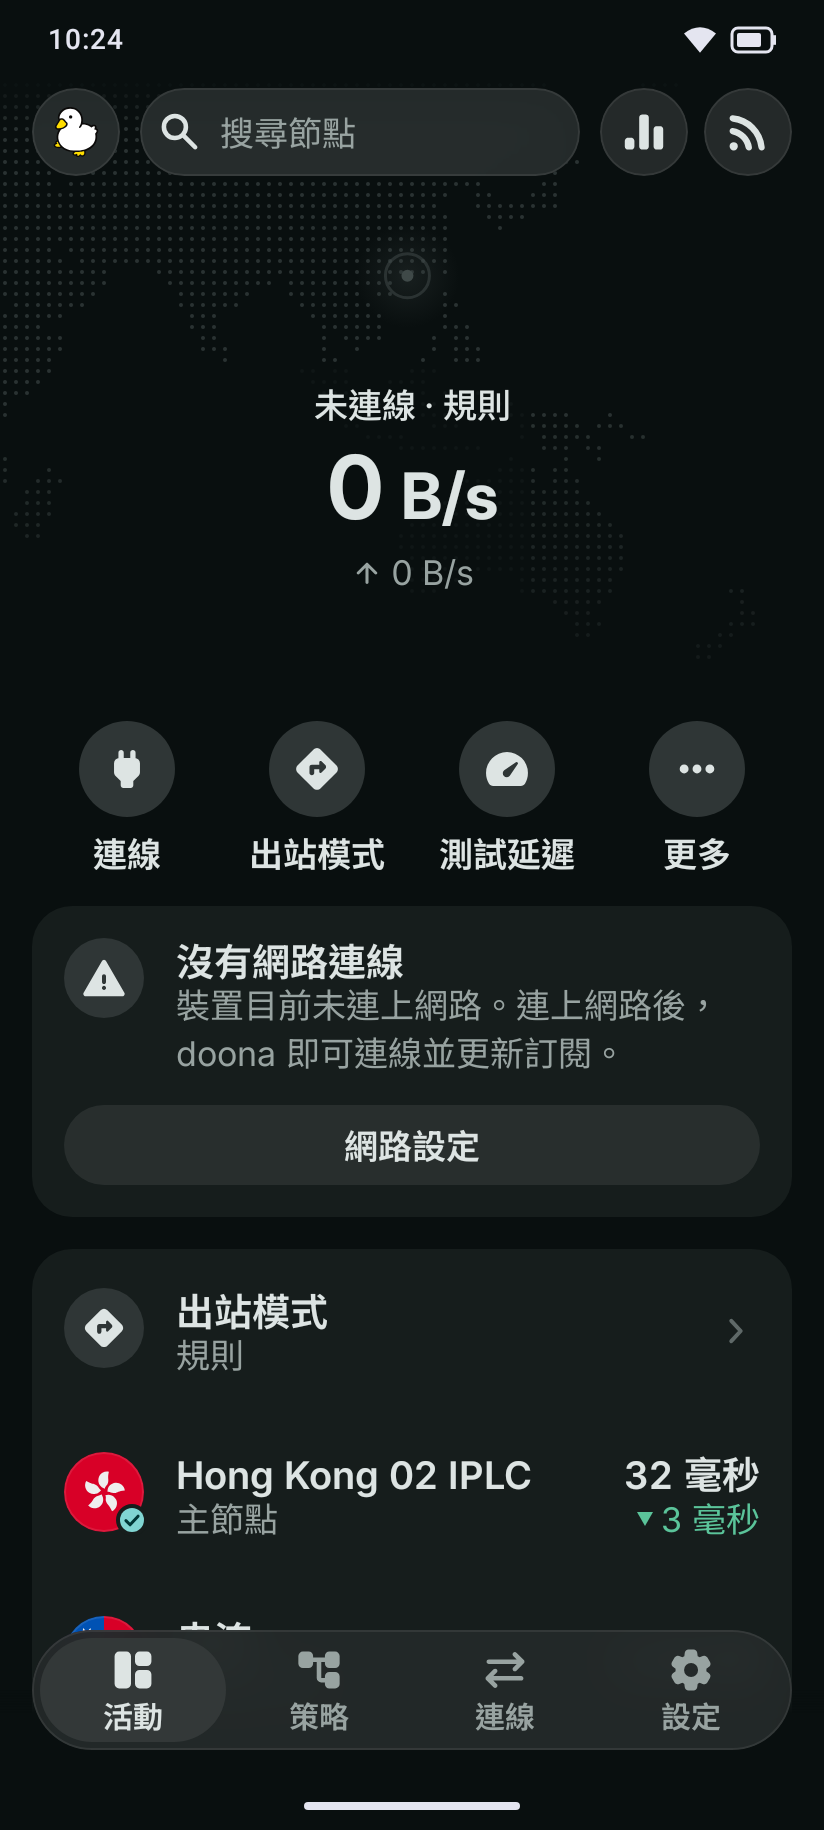 10:24
搜尋節點
未連線 · 規則
0 B/s
↑ 0 B/s
連線
出站模式
測試延遲
更多
沒有網路連線
裝置目前未連上網路。連上網路後，
doona 即可連線並更新訂閱。
網路設定
出站模式
規則
Hong Kong 02 IPLC
32 毫秒
主節點
▼3 毫秒
活動
策略
連線
設定